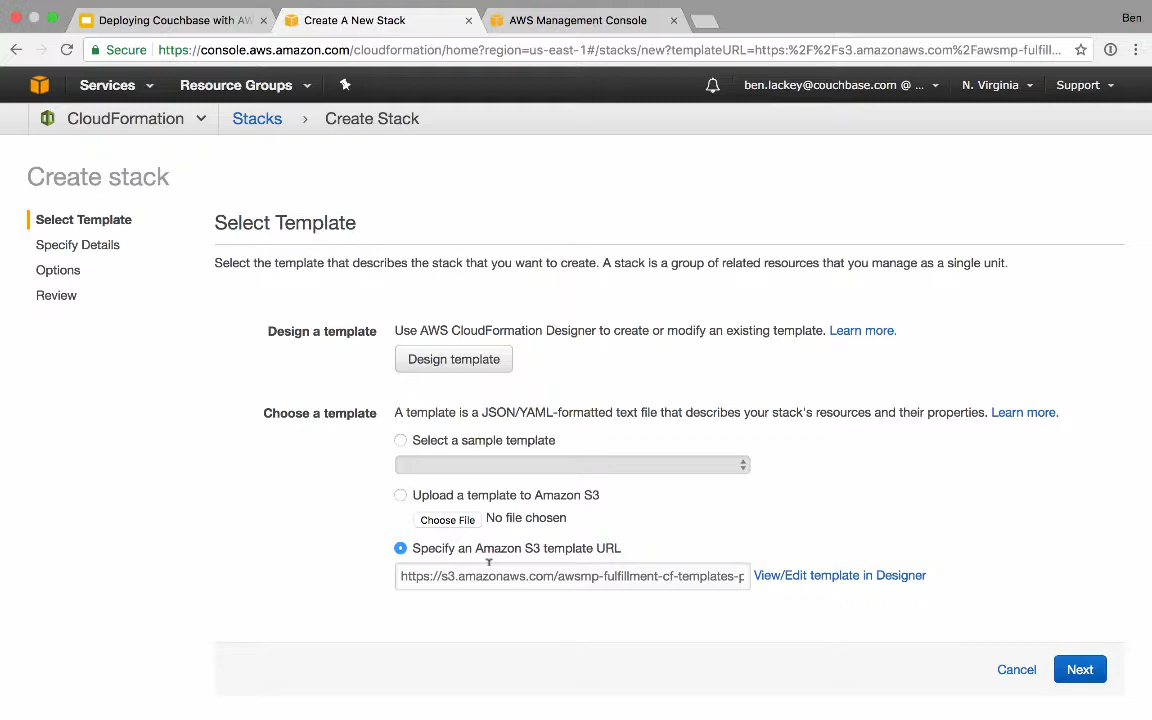 Deploying Couchbase with AW
Create A New Stack
AWS Management Console
Ben
Secure
https://console.aws.amazon.com/cloudformation/home?region=us-east-1#/stacks/new?templateURL=https:%2F%2Fs3.amazonaws.com%2Fawsmp-fulfill...
Services
Resource Groups
ben.lackey@couchbase.com @ ...
N. Virginia
Support
CloudFormation
Stacks › Create Stack
Create stack
Select Template
Specify Details
Options
Review
Select Template
Select the template that describes the stack that you want to create. A stack is a group of related resources that you manage as a single unit.
Design a template
Use AWS CloudFormation Designer to create or modify an existing template. Learn more.
Design template
Choose a template
A template is a JSON/YAML-formatted text file that describes your stack's resources and their properties. Learn more.
Select a sample template
Upload a template to Amazon S3
Choose File No file chosen
Specify an Amazon S3 template URL
https://s3.amazonaws.com/awsmp-fulfillment-cf-templates-p
View/Edit template in Designer
Cancel
Next